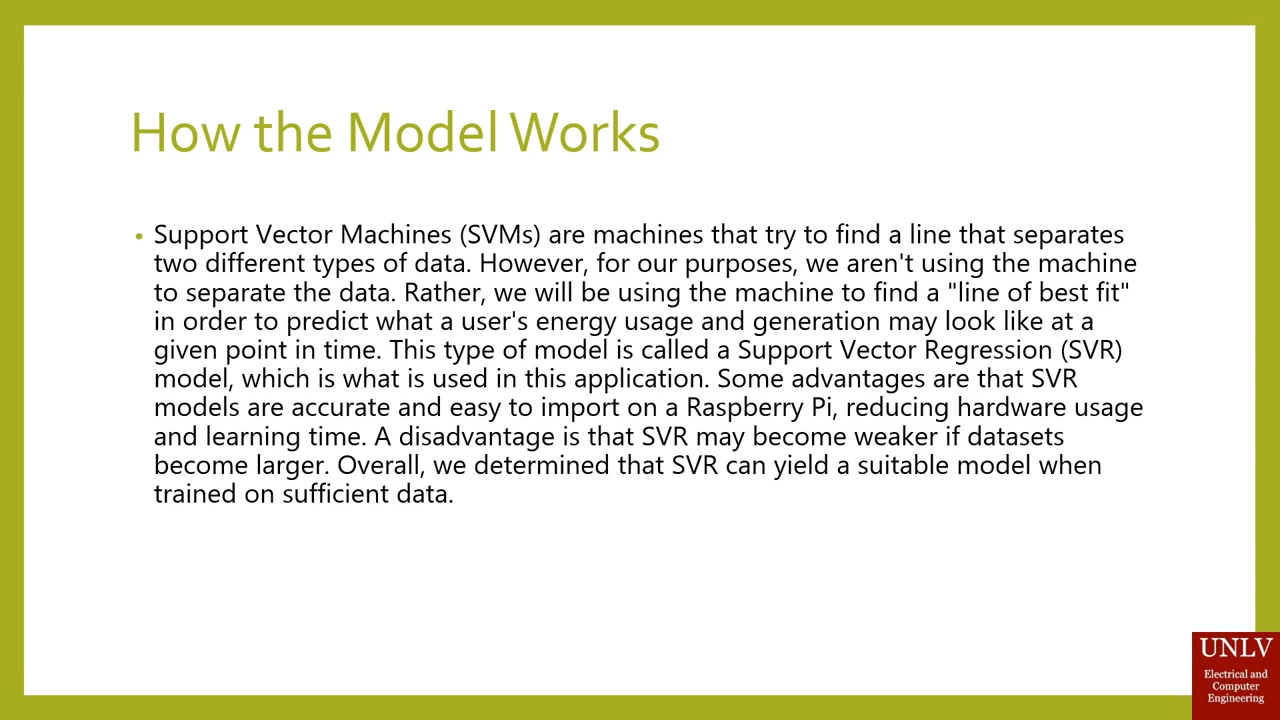 How the Model Works
• Support Vector Machines (SVMs) are machines that try to find a line that separates
two different types of data. However, for our purposes, we aren't using the machine
to separate the data. Rather, we will be using the machine to find a "line of best fit"
in order to predict what a user's energy usage and generation may look like at a
given point in time. This type of model is called a Support Vector Regression (SVR)
model, which is what is used in this application. Some advantages are that SVR
models are accurate and easy to import on a Raspberry Pi, reducing hardware usage
and learning time. A disadvantage is that SVR may become weaker if datasets
become larger. Overall, we determined that SVR can yield a suitable model when
trained on sufficient data.
UNLV
Electrical and
Computer
Engineering